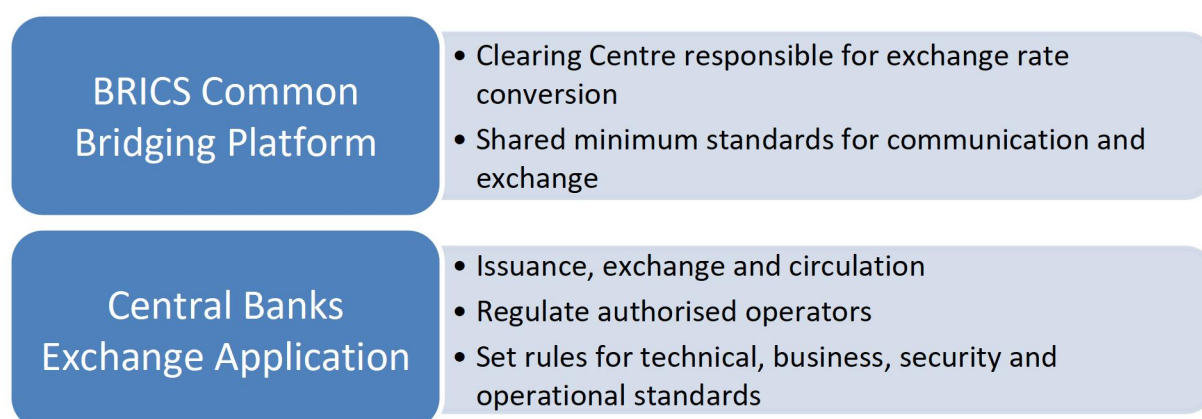 BRICS Common
Bridging Platform
• Clearing Centre responsible for exchange rate
conversion
• Shared minimum standards for communication and
exchange
Central Banks
Exchange Application
• Issuance, exchange and circulation
• Regulate authorised operators
• Set rules for technical, business, security and
operational standards